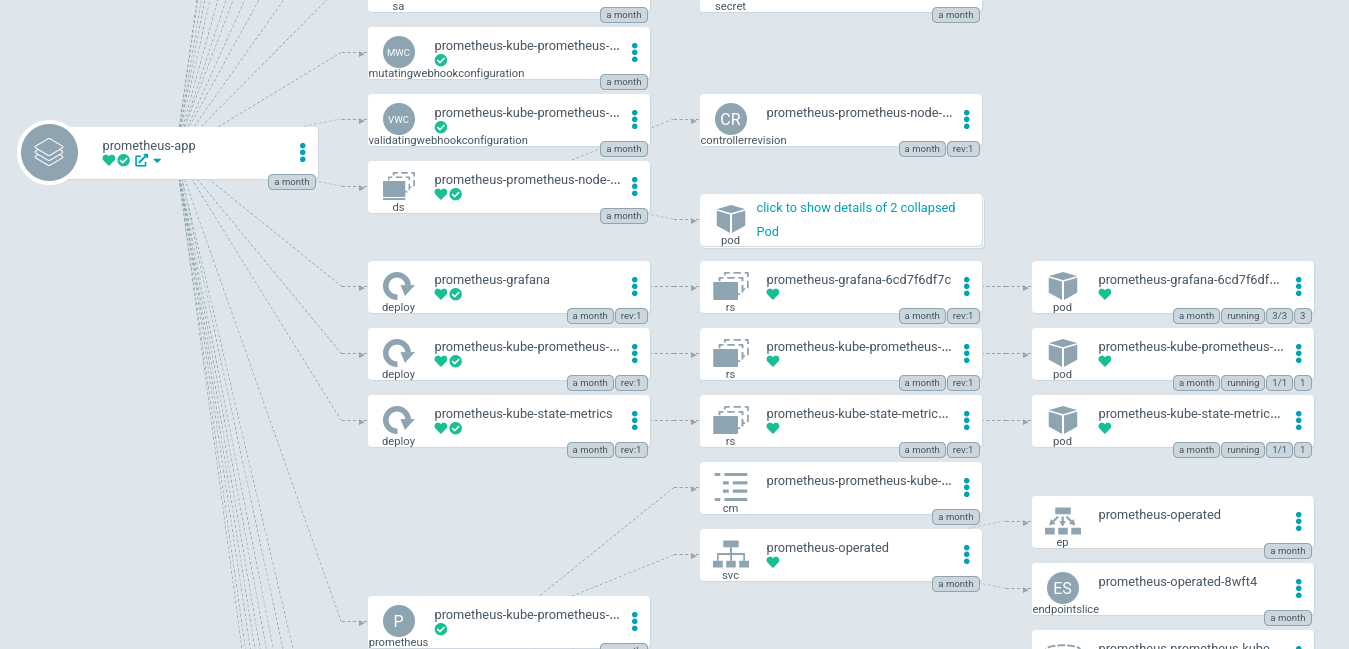 sa
a month
secret
a month
MWC
prometheus-kube-prometheus-...
mutatingwebhookconfiguration
a month
VWC
prometheus-kube-prometheus-...
validatingwebhookconfiguration
a month
CR
prometheus-prometheus-node-...
controllerrevision
a month rev:1
prometheus-app
a month
prometheus-prometheus-node-...
ds
a month
click to show details of 2 collapsed
Pod
pod
prometheus-grafana
deploy
a month rev:1
prometheus-grafana-6cd7f6df7c
rs
a month rev:1
prometheus-grafana-6cd7f6df...
pod
a month running 3/3 3
prometheus-kube-prometheus-...
deploy
a month rev:1
prometheus-kube-prometheus-...
rs
a month rev:1
prometheus-kube-prometheus-...
pod
a month running 1/1 1
prometheus-kube-state-metrics
deploy
a month rev:1
prometheus-kube-state-metric...
rs
a month rev:1
prometheus-kube-state-metric...
pod
a month running 1/1 1
prometheus-prometheus-kube-...
cm
a month
prometheus-operated
svc
a month
prometheus-operated
ep
a month
ES
prometheus-operated-8wft4
endpointslice
a month
P
prometheus-kube-prometheus-...
prometheus
prometheus-prometheus-kube-